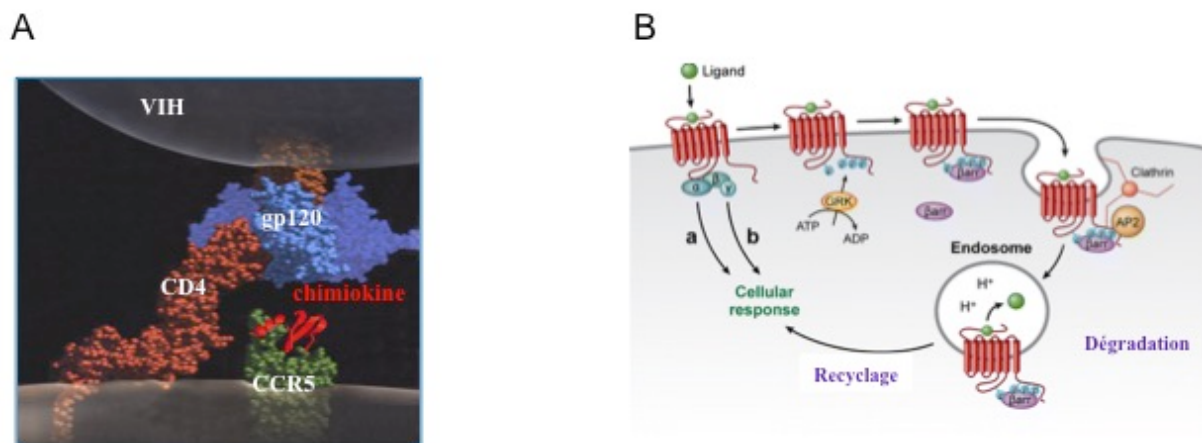 A
B
VIH
gp120
CD4
chimiokine
CCR5
Ligand
α
β
γ
GRK
ATP
ADP
a
b
Cellular
response
βarr
βarr
Clathrin
AP2
βarr
Endosome
H⁺
H⁺
βarr
Recyclage
Dégradation